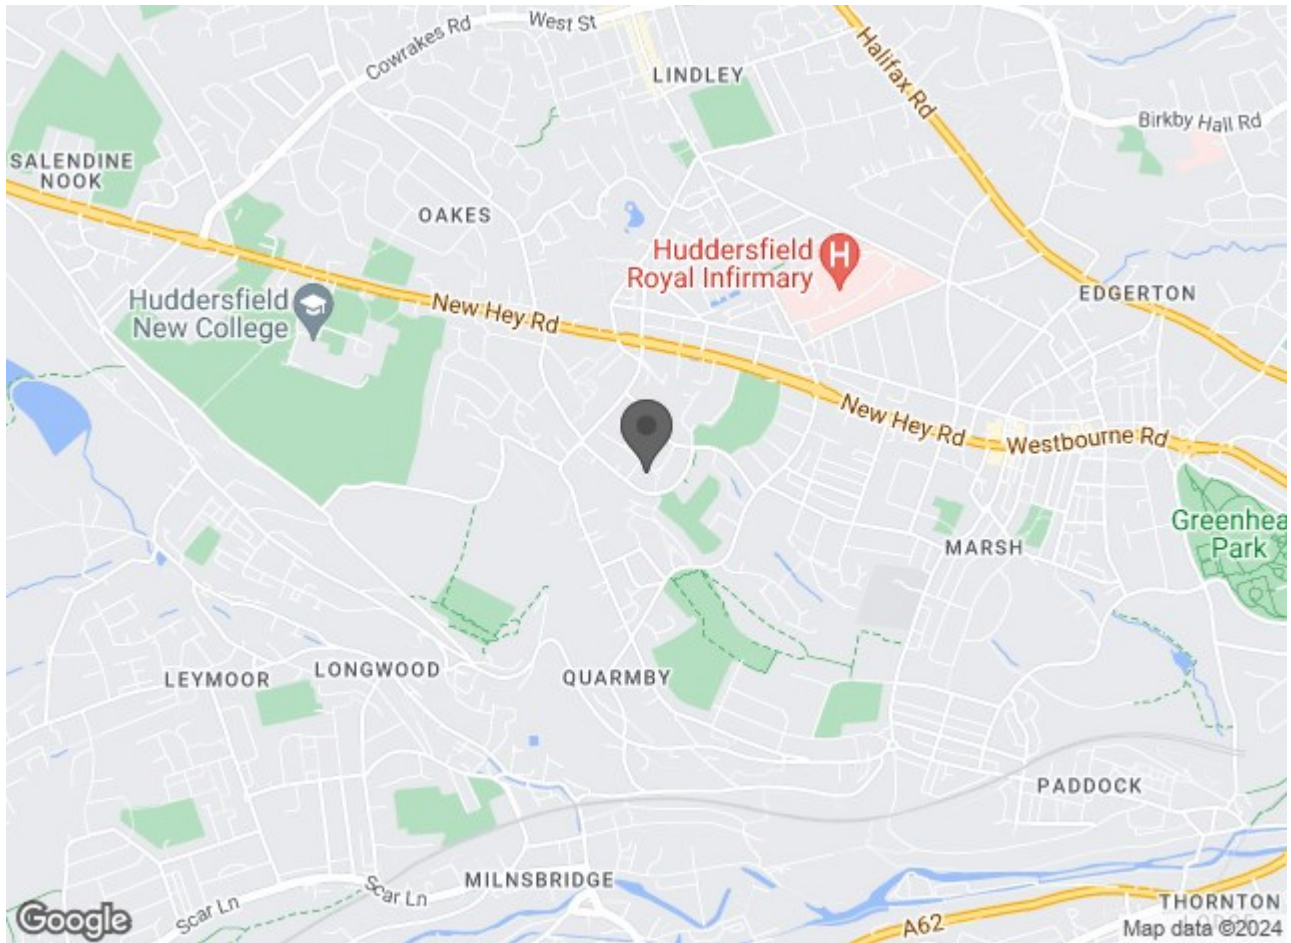 West St
Cowrakes Rd
LINDLEY
Halifax Rd
Birkby Hall Rd
SALENDINE
NOOK
OAKES
Huddersfield
Royal Infirmary
H
EDGERTON
Huddersfield
New College
New Hey Rd
New Hey Rd
Westbourne Rd
Greenhea
Park
MARSH
LEYMOOR
LONGWOOD
QUARMBY
PADDOCK
MILNSBRIDGE
Scar Ln
Scar Ln
A62
THORNTON
Google
Map data ©2024